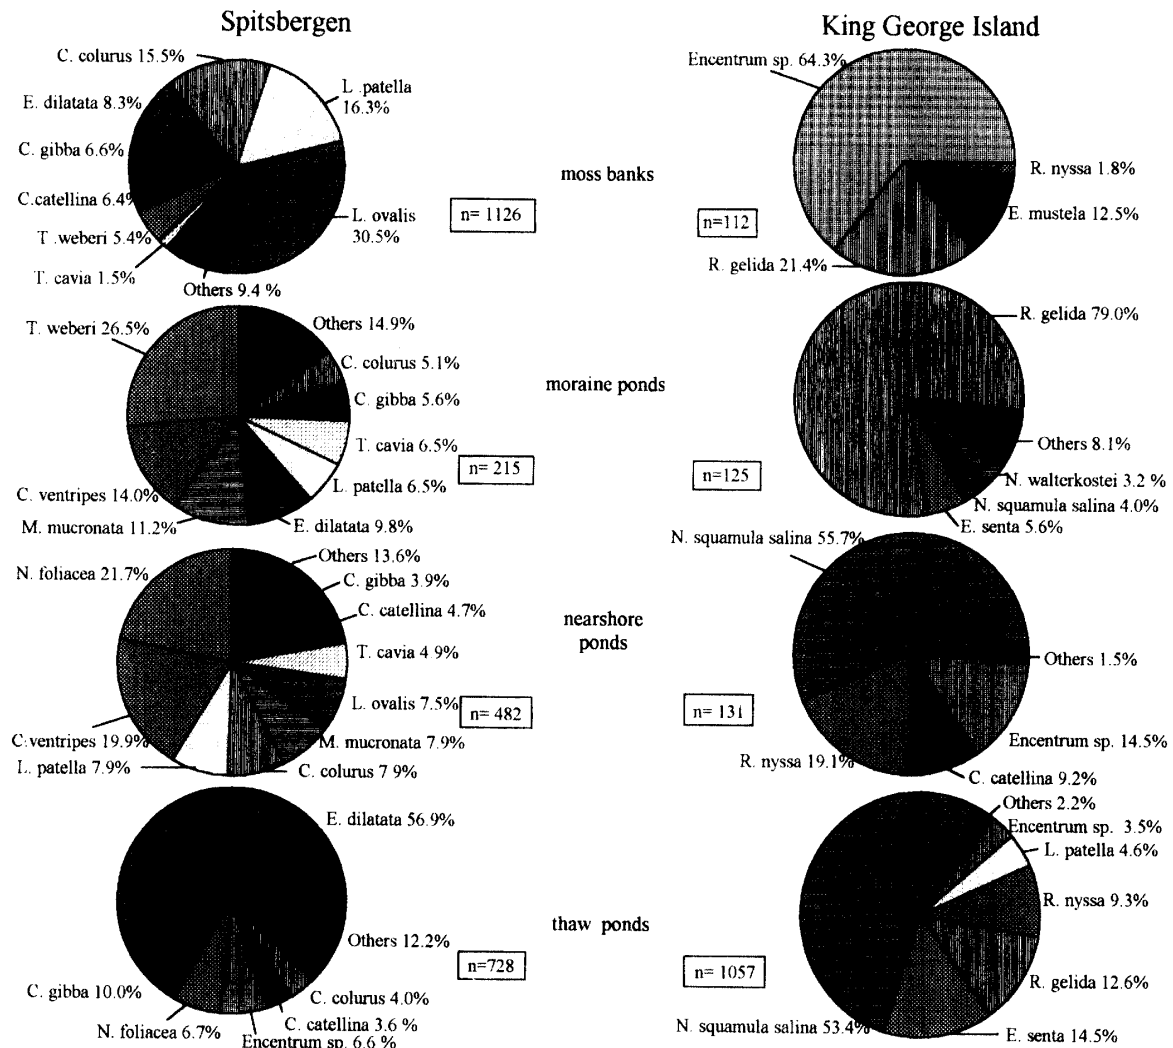 Spitsbergen
King George Island
C. colurus 15.5%
L .patella
16.3%
E. dilatata 8.3%
C. gibba 6.6%
C.catellina 6.4%
T .weberi 5.4%
T. cavia 1.5%
Others 9.4 %
L. ovalis
30.5%
n= 1126
moss banks
Encentrum sp. 64.3%
R. nyssa 1.8%
E. mustela 12.5%
R. gelida 21.4%
n=112
T. weberi 26.5%
Others 14.9%
C. colurus 5.1%
C. gibba 5.6%
T. cavia 6.5%
L. patella 6.5%
E. dilatata 9.8%
M. mucronata 11.2%
C. ventripes 14.0%
n= 215
moraine ponds
R. gelida 79.0%
Others 8.1%
N. walterkostei 3.2 %
N. squamula salina 4.0%
E. senta 5.6%
n=125
N. foliacea 21.7%
Others 13.6%
C. gibba 3.9%
C. catellina 4.7%
T. cavia 4.9%
L. ovalis 7.5%
M. mucronata 7.9%
C. colurus 7 9%
L. patella 7.9%
C.ventripes 19.9%
n= 482
nearshore
ponds
N. squamula salina 55.7%
Others 1.5%
Encentrum sp. 14.5%
C. catellina 9.2%
R. nyssa 19.1%
n= 131
E. dilatata 56.9%
Others 12.2%
C. colurus 4.0%
C. catellina 3.6 %
Encentrum sp. 6.6 %
N. foliacea 6.7%
C. gibba 10.0%
n=728
thaw ponds
Others 2.2%
Encentrum sp. 3.5%
L. patella 4.6%
R. nyssa 9.3%
R. gelida 12.6%
E. senta 14.5%
N. squamula salina 53.4%
n= 1057